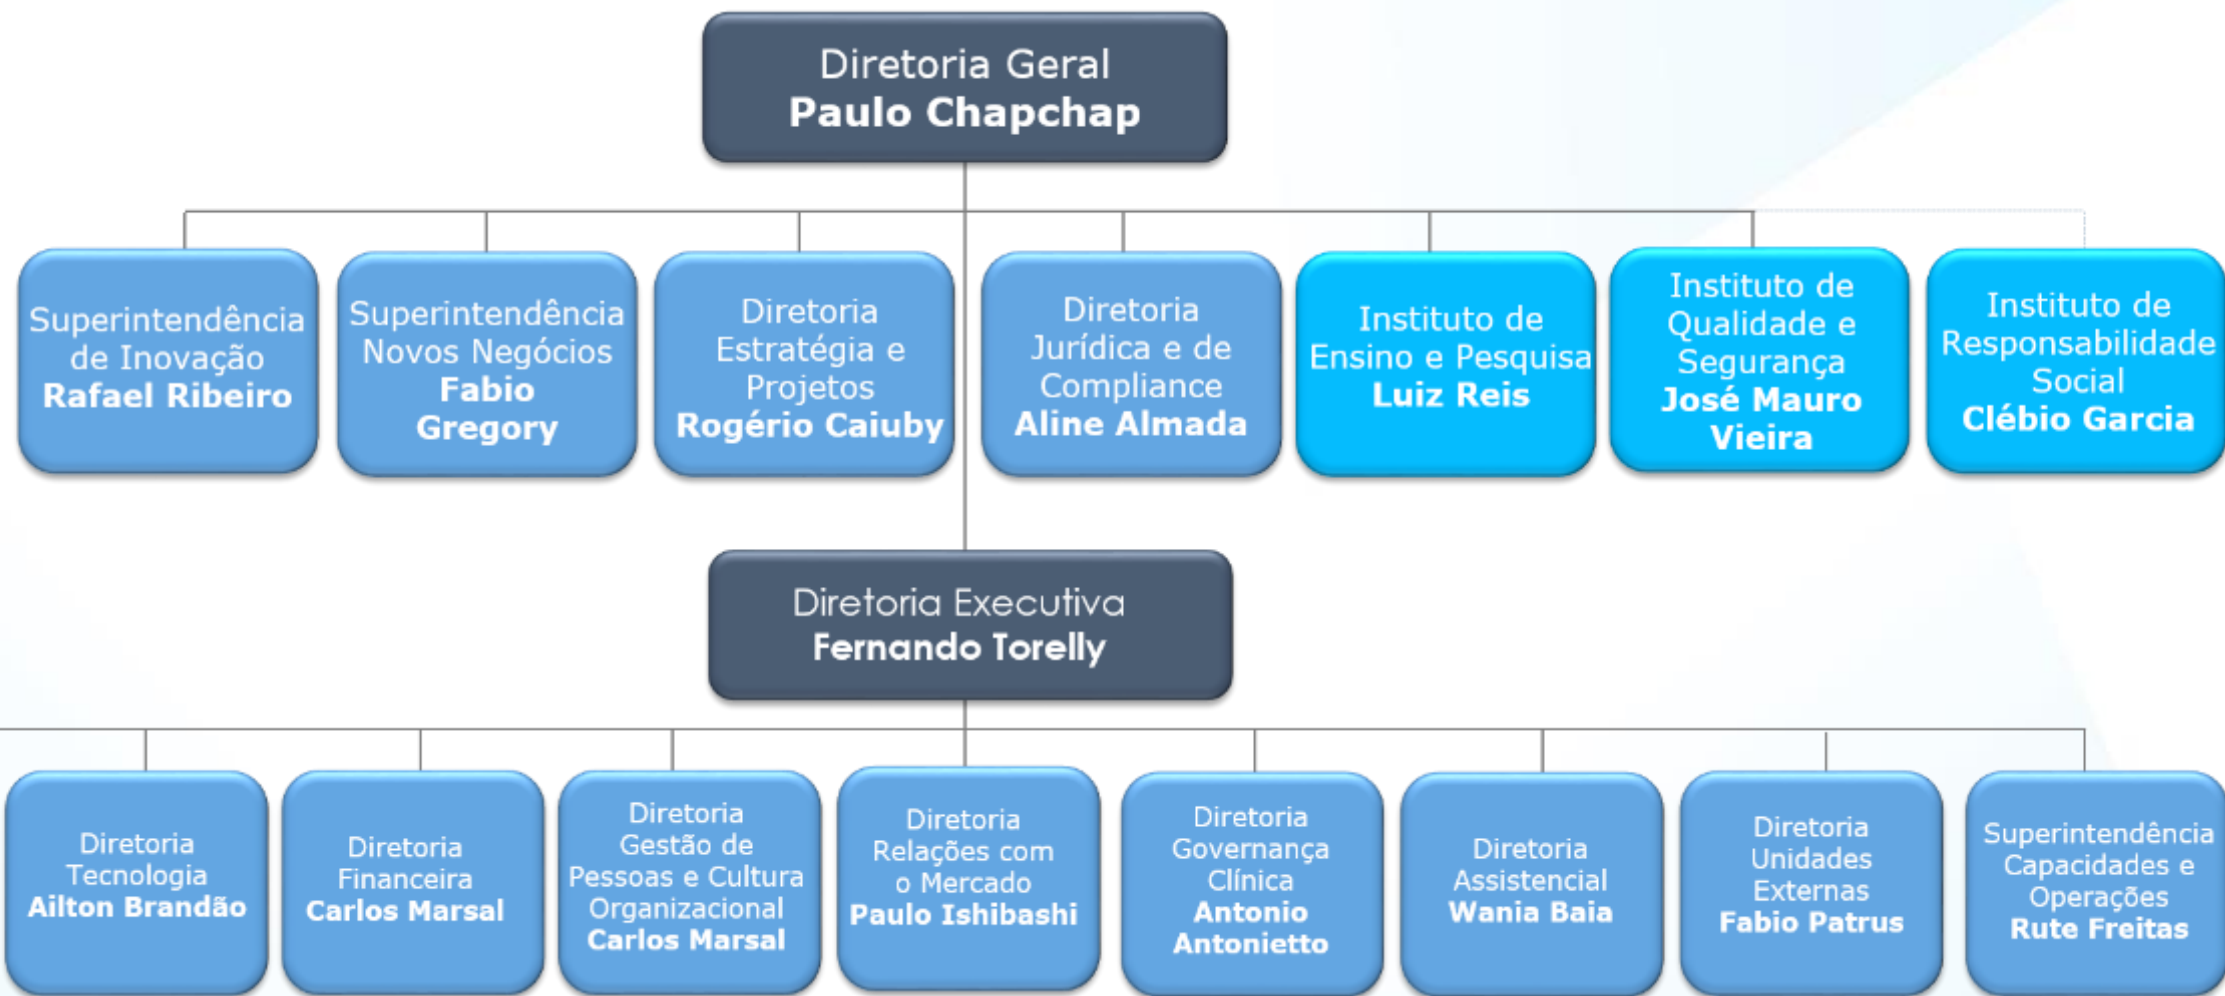 Diretoria Geral
Paulo Chapchap
Superintendência
de Inovação
Rafael Ribeiro
Superintendência
Novos Negócios
Fabio
Gregory
Diretoria
Estratégia e
Projetos
Rogério Caiuby
Diretoria
Jurídica e de
Compliance
Aline Almada
Instituto de
Ensino e Pesquisa
Luiz Reis
Instituto de
Qualidade e
Segurança
José Mauro
Vieira
Instituto de
Responsabilidade
Social
Clébio Garcia
Diretoria Executiva
Fernando Torelly
Diretoria
Tecnologia
Ailton Brandão
Diretoria
Financeira
Carlos Marsal
Diretoria
Gestão de
Pessoas e Cultura
Organizacional
Carlos Marsal
Diretoria
Relações com
o Mercado
Paulo Ishibashi
Diretoria
Governança
Clínica
Antonio
Antonietto
Diretoria
Assistencial
Wania Baia
Diretoria
Unidades
Externas
Fabio Patrus
Superintendência
Capacidades e
Operações
Rute Freitas